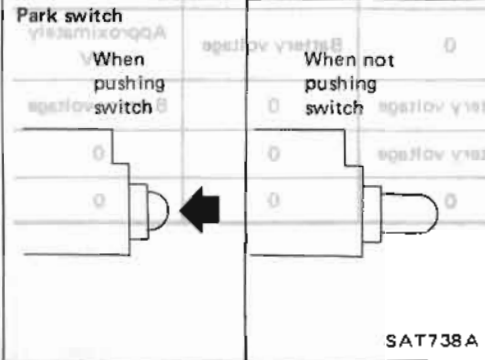 Park switch
When
pushing
switch
When not
pushing
switch
SAT738A